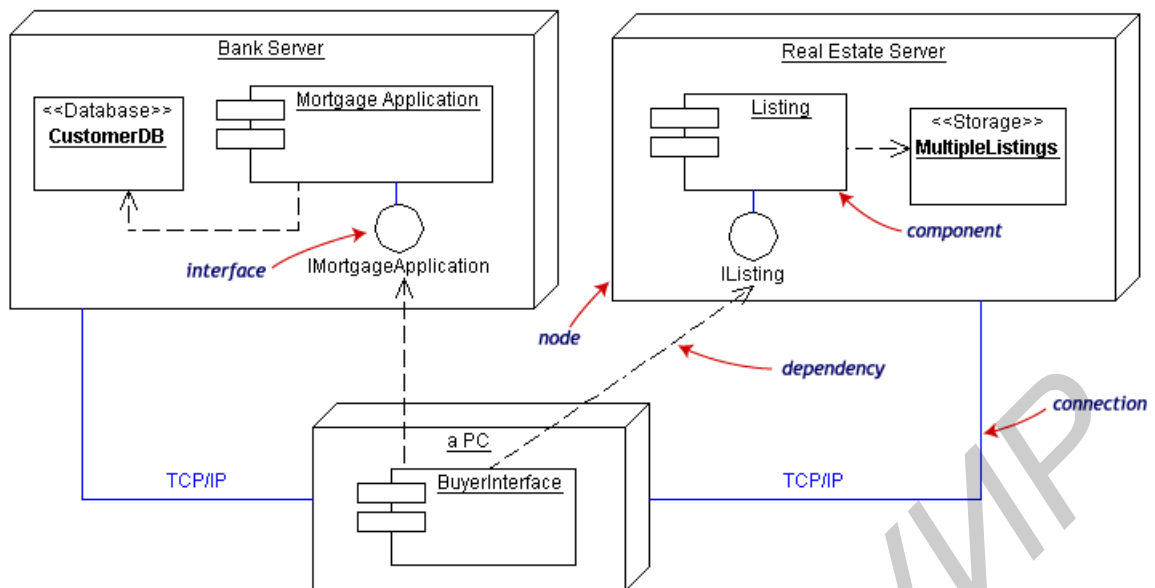 Bank Server
<<Database>>
CustomerDB
Mortgage Application
interface
IMortgageApplication
Real Estate Server
Listing
<<Storage>>
MultipleListings
component
IListing
node
dependency
connection
a PC
TCP/IP
BuyerInterface
TCP/IP